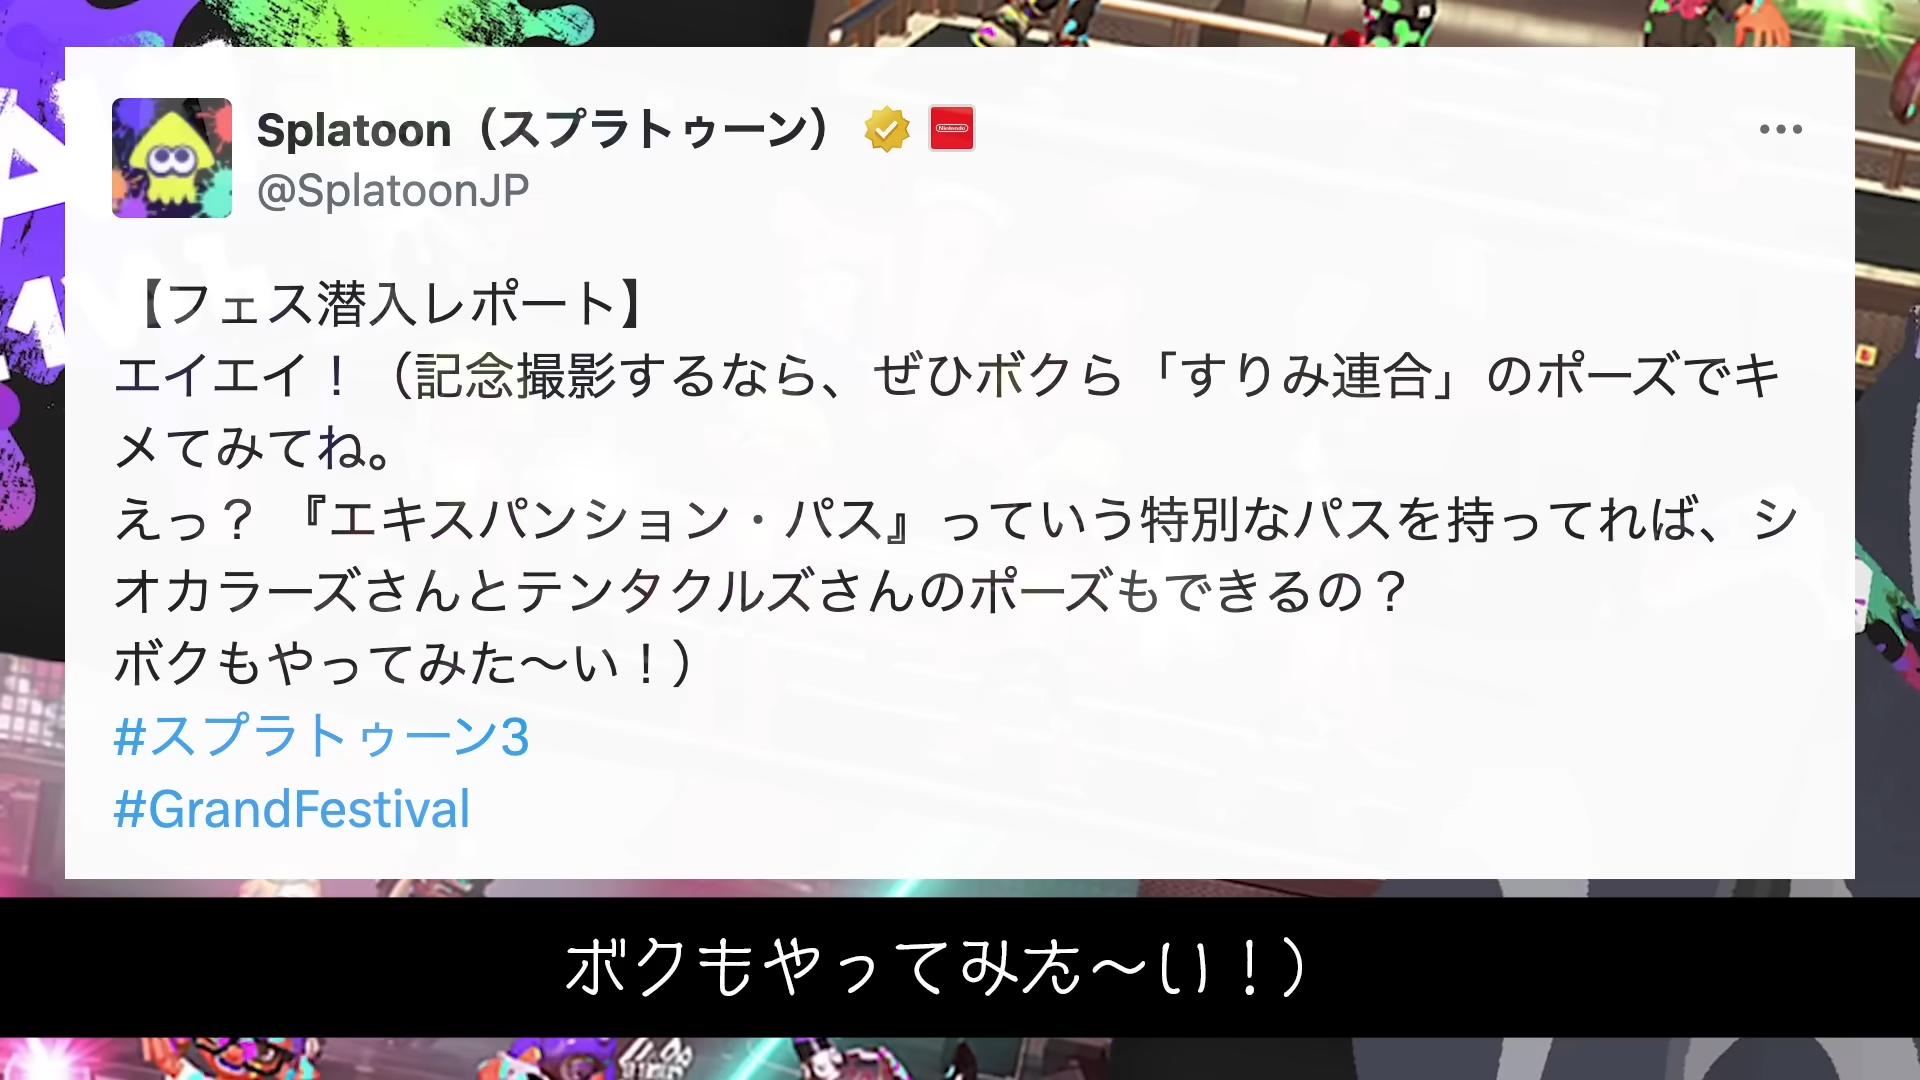 Splatoon（スプラトゥーン）
Nintendo
@SplatoonJP
【フェス潜入レポート】
エイエイ！（記念撮影するなら、ぜひボクら「すりみ連合」のポーズでキ
メてみてね。
えっ？ 『エキスパンション・パス』っていう特別なパスを持ってれば、シ
オカラーズさんとテンタクルズさんのポーズもできるの？
ボクもやってみた〜い！）
#スプラトゥーン3
#GrandFestival
ボクもやってみた〜い！）